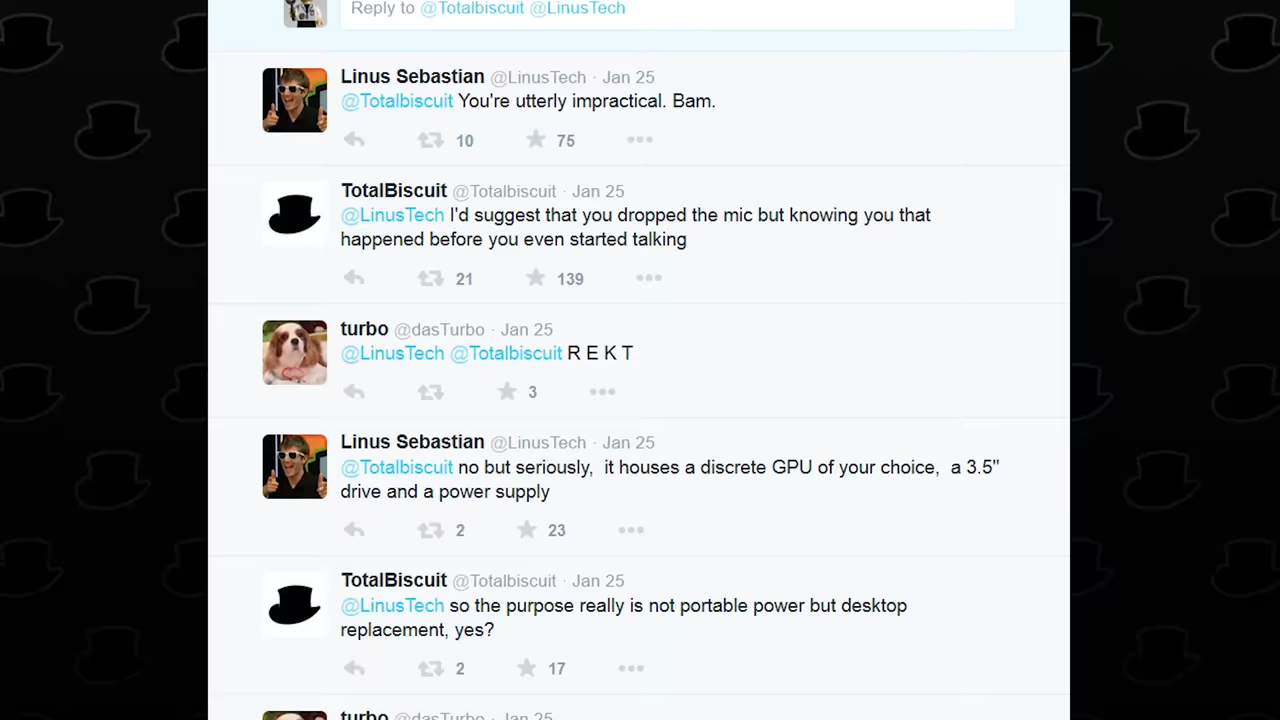 Reply to @Totalbiscuit @LinusTech
Linus Sebastian @LinusTech · Jan 25
@Totalbiscuit You're utterly impractical. Bam.
10 75
TotalBiscuit @Totalbiscuit · Jan 25
@LinusTech I'd suggest that you dropped the mic but knowing you that
happened before you even started talking
21 139
turbo @dasTurbo · Jan 25
@LinusTech @Totalbiscuit R E K T
3
Linus Sebastian @LinusTech · Jan 25
@Totalbiscuit no but seriously, it houses a discrete GPU of your choice, a 3.5"
drive and a power supply
2 23
TotalBiscuit @Totalbiscuit · Jan 25
@LinusTech so the purpose really is not portable power but desktop
replacement, yes?
2 17
turbo @dasTurbo · Jan 25